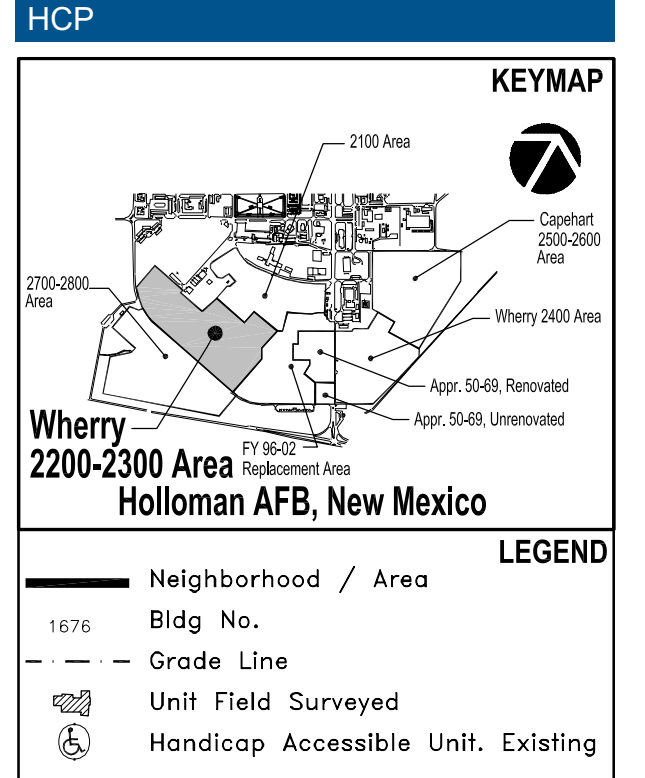 HCP
KEYMAP
2100 Area
Capehart
2500-2600
Area
2700-2800
Area
Wherry 2400 Area
Appr. 50-69, Renovated
Appr. 50-69, Unrenovated
Wherry
2200-2300 Area
FY 96-02
Replacement Area
Holloman AFB, New Mexico
LEGEND
Neighborhood / Area
1676 Bldg No.
Grade Line
Unit Field Surveyed
Handicap Accessible Unit. Existing